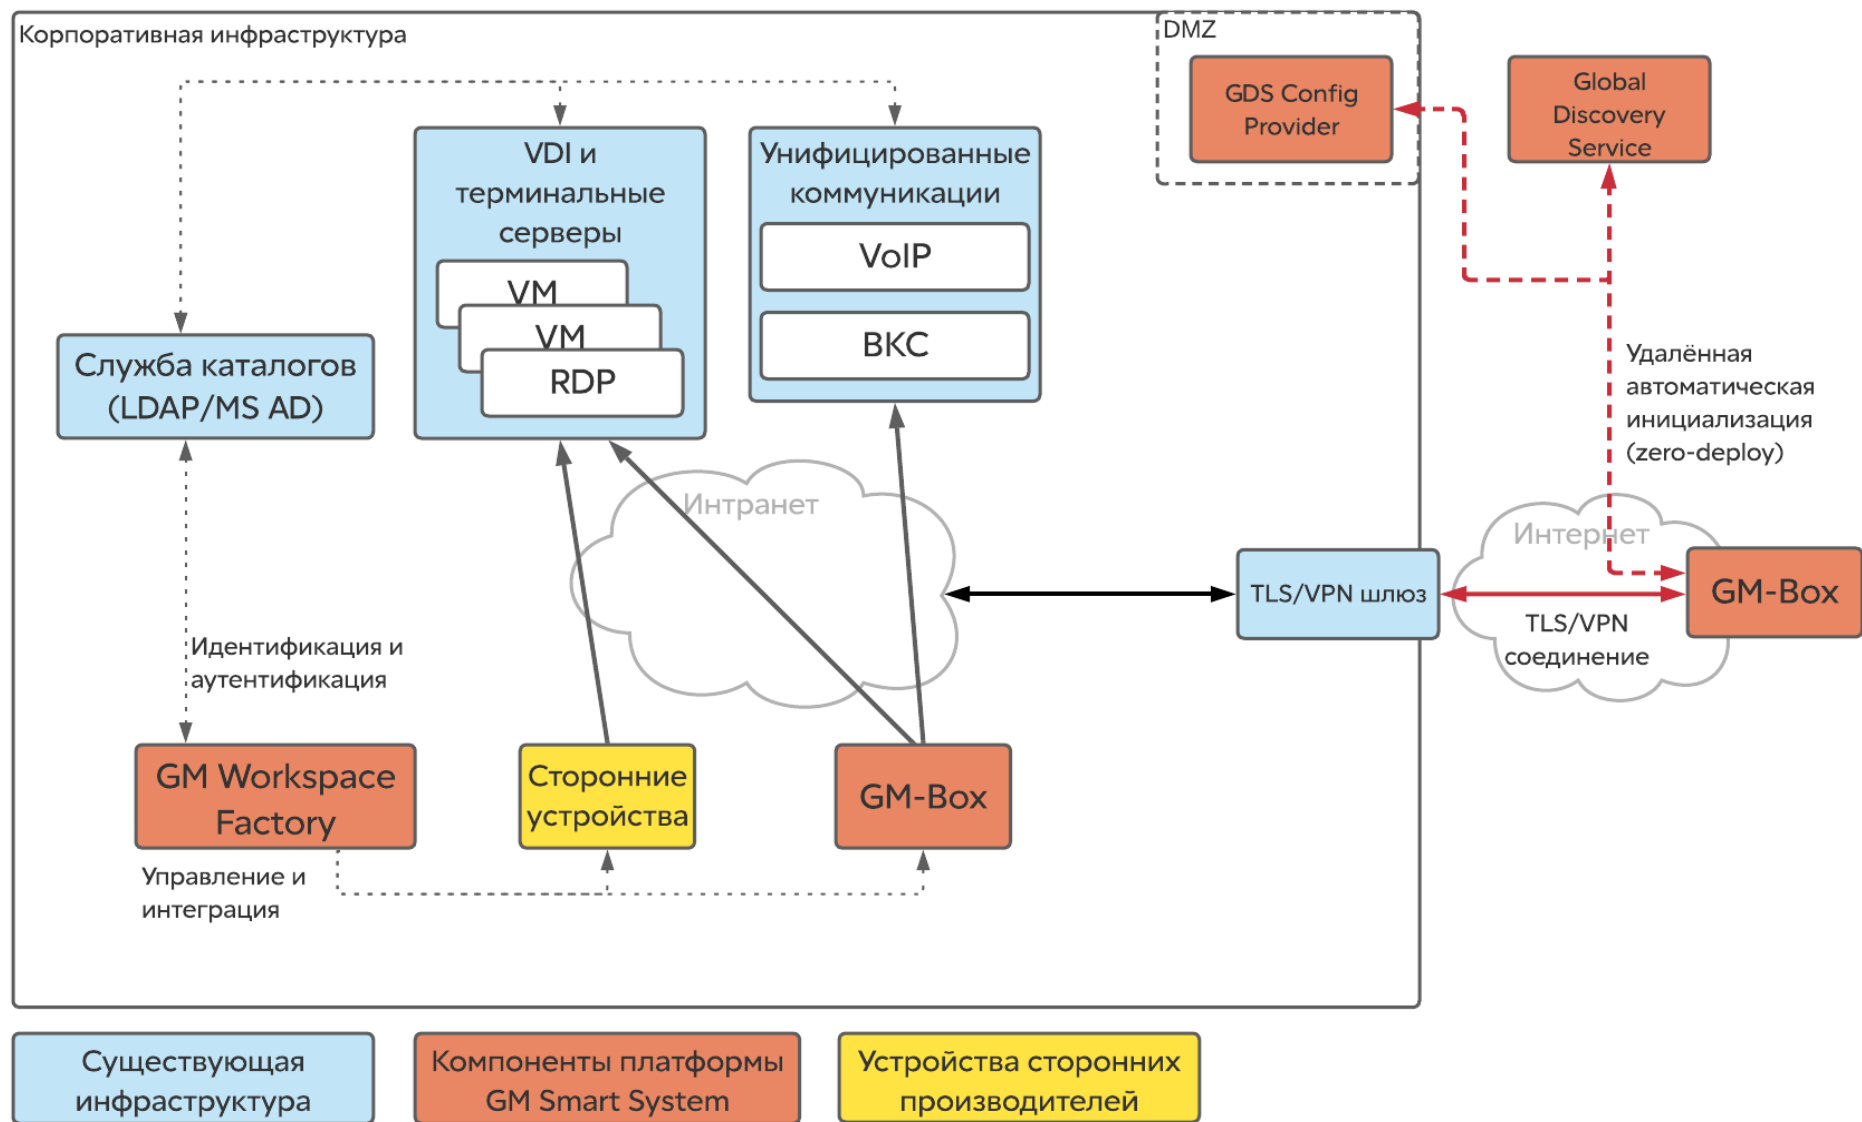 Корпоративная инфраструктура
DMZ
GDS Config
Provider
Global
Discovery
Service
VDI и
терминальные
серверы
VM
VM
RDP
Унифицированные
коммуникации
VoIP
ВКС
Служба каталогов
(LDAP/MS AD)
Удалённая
автоматическая
инициализация
(zero-deploy)
Интранет
Интернет
TLS/VPN шлюз
GM-Box
TLS/VPN
соединение
Идентификация и
аутентификация
GM Workspace
Factory
Сторонние
устройства
GM-Box
Управление и
интеграция
Существующая
инфраструктура
Компоненты платформы
GM Smart System
Устройства сторонних
производителей